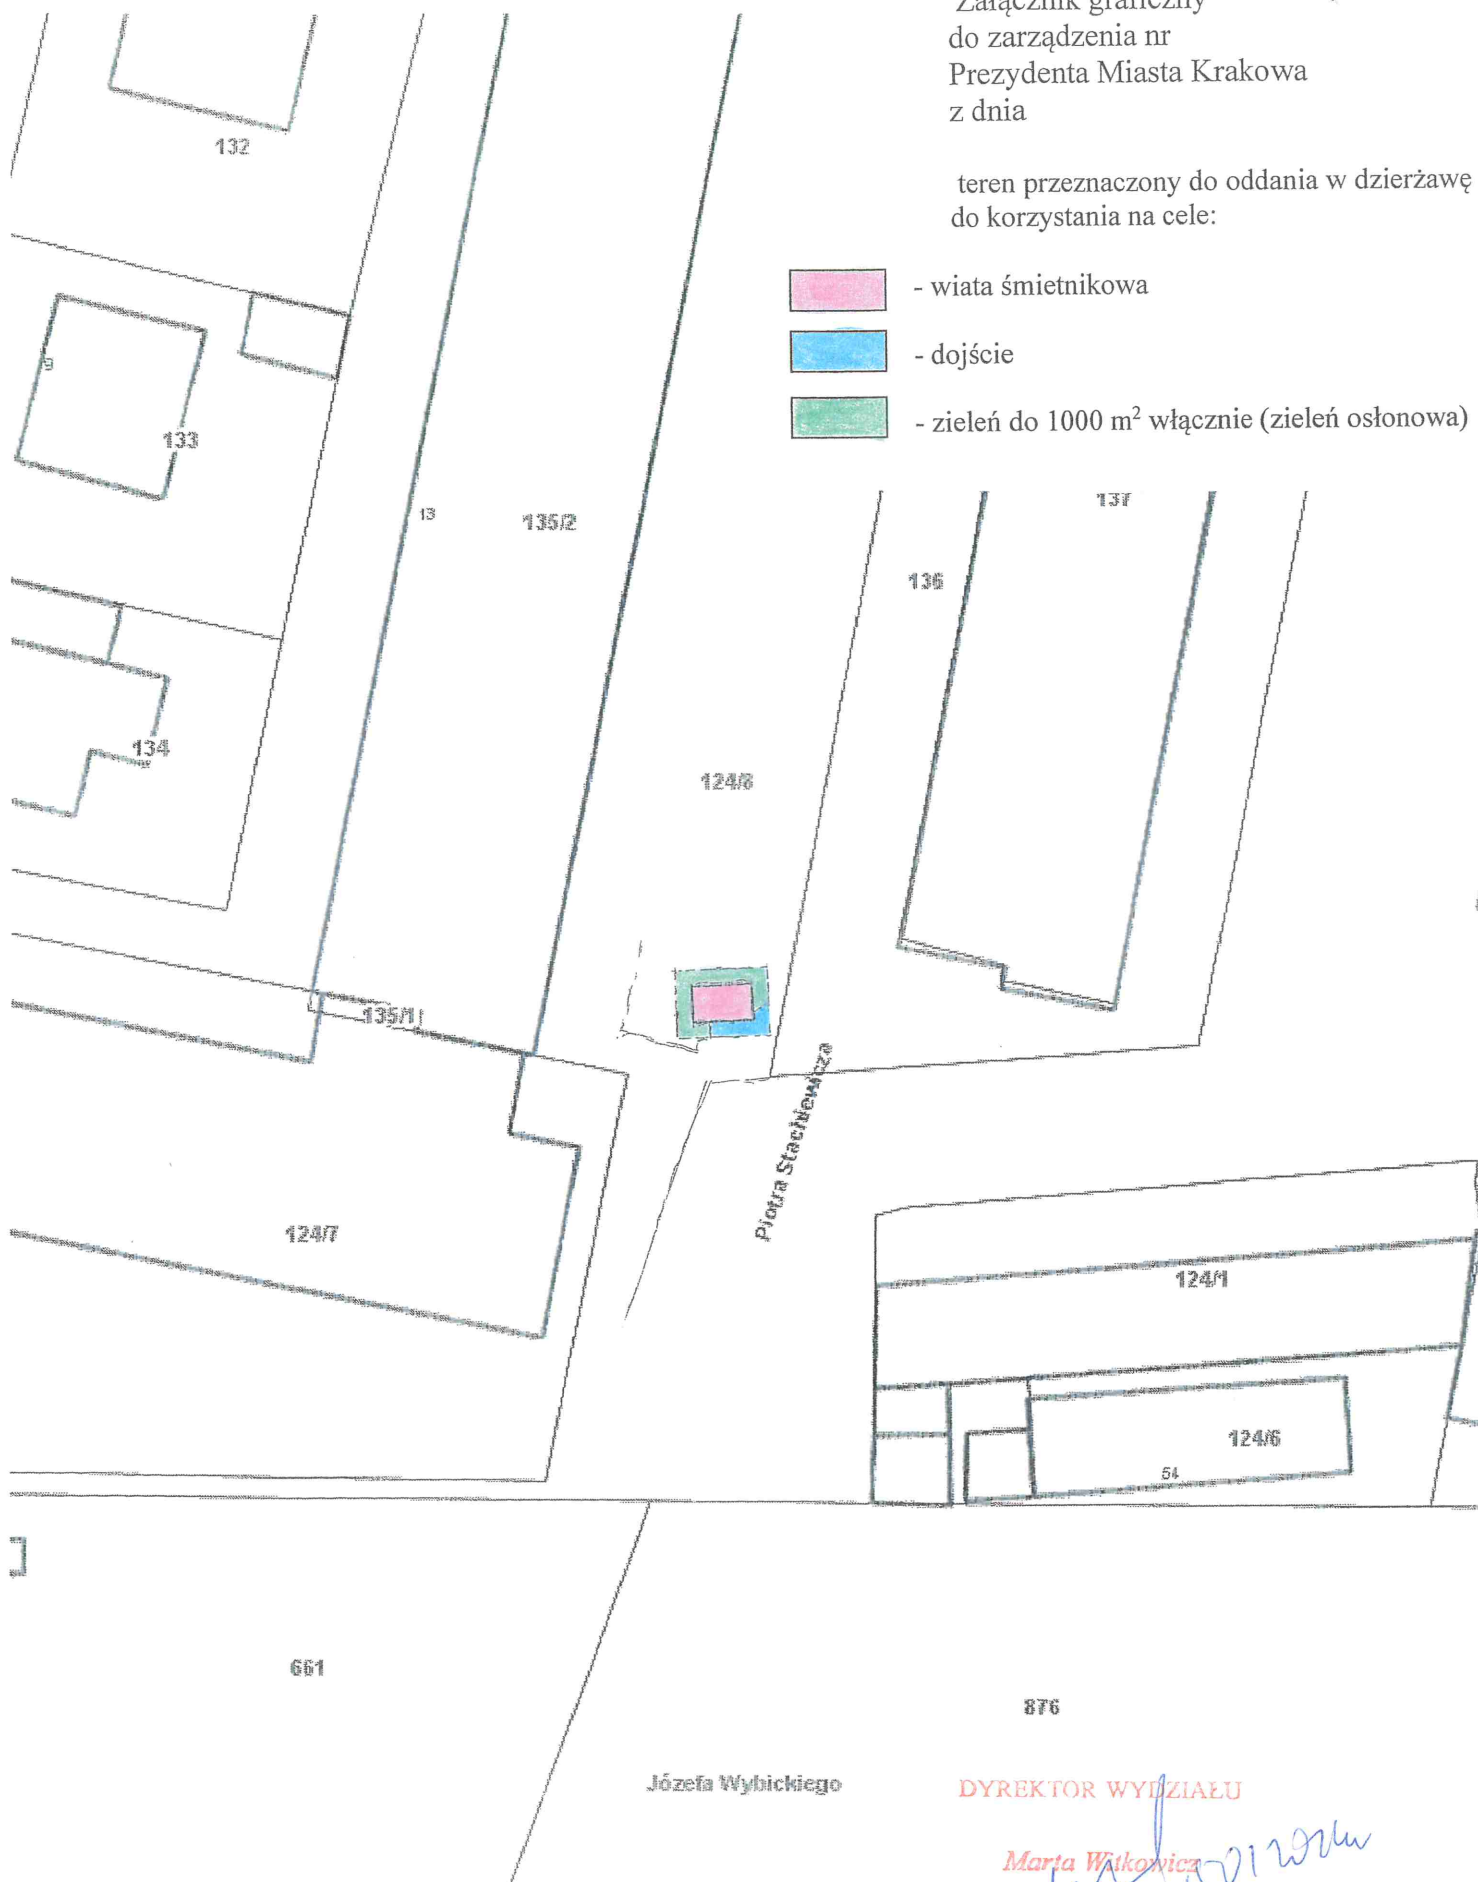 Załącznik graficzny
do zarządzenia nr
Prezydenta Miasta Krakowa
z dnia
teren przeznaczony do oddania w dzierżawę
do korzystania na cele:
- wiata śmietnikowa
- dojście
- zieleń do 1000 m² włącznie (zieleń osłonowa)
132
9
133
13
135/2
137
136
134
124/8
135/1
Piotra Stachiewicza
124/7
124/1
124/6
54
661
876
Józefa Wybickiego
DYREKTOR WYDZIAŁU
Marta Witkowicz